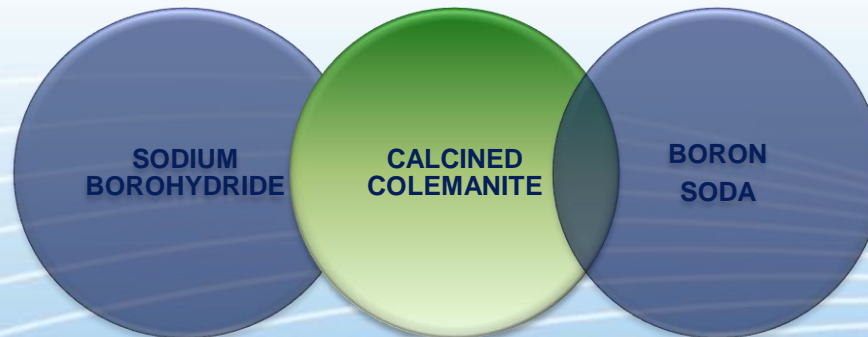 SODIUM
BOROHYDRIDE
CALCINED
COLEMANITE
BORON
SODA